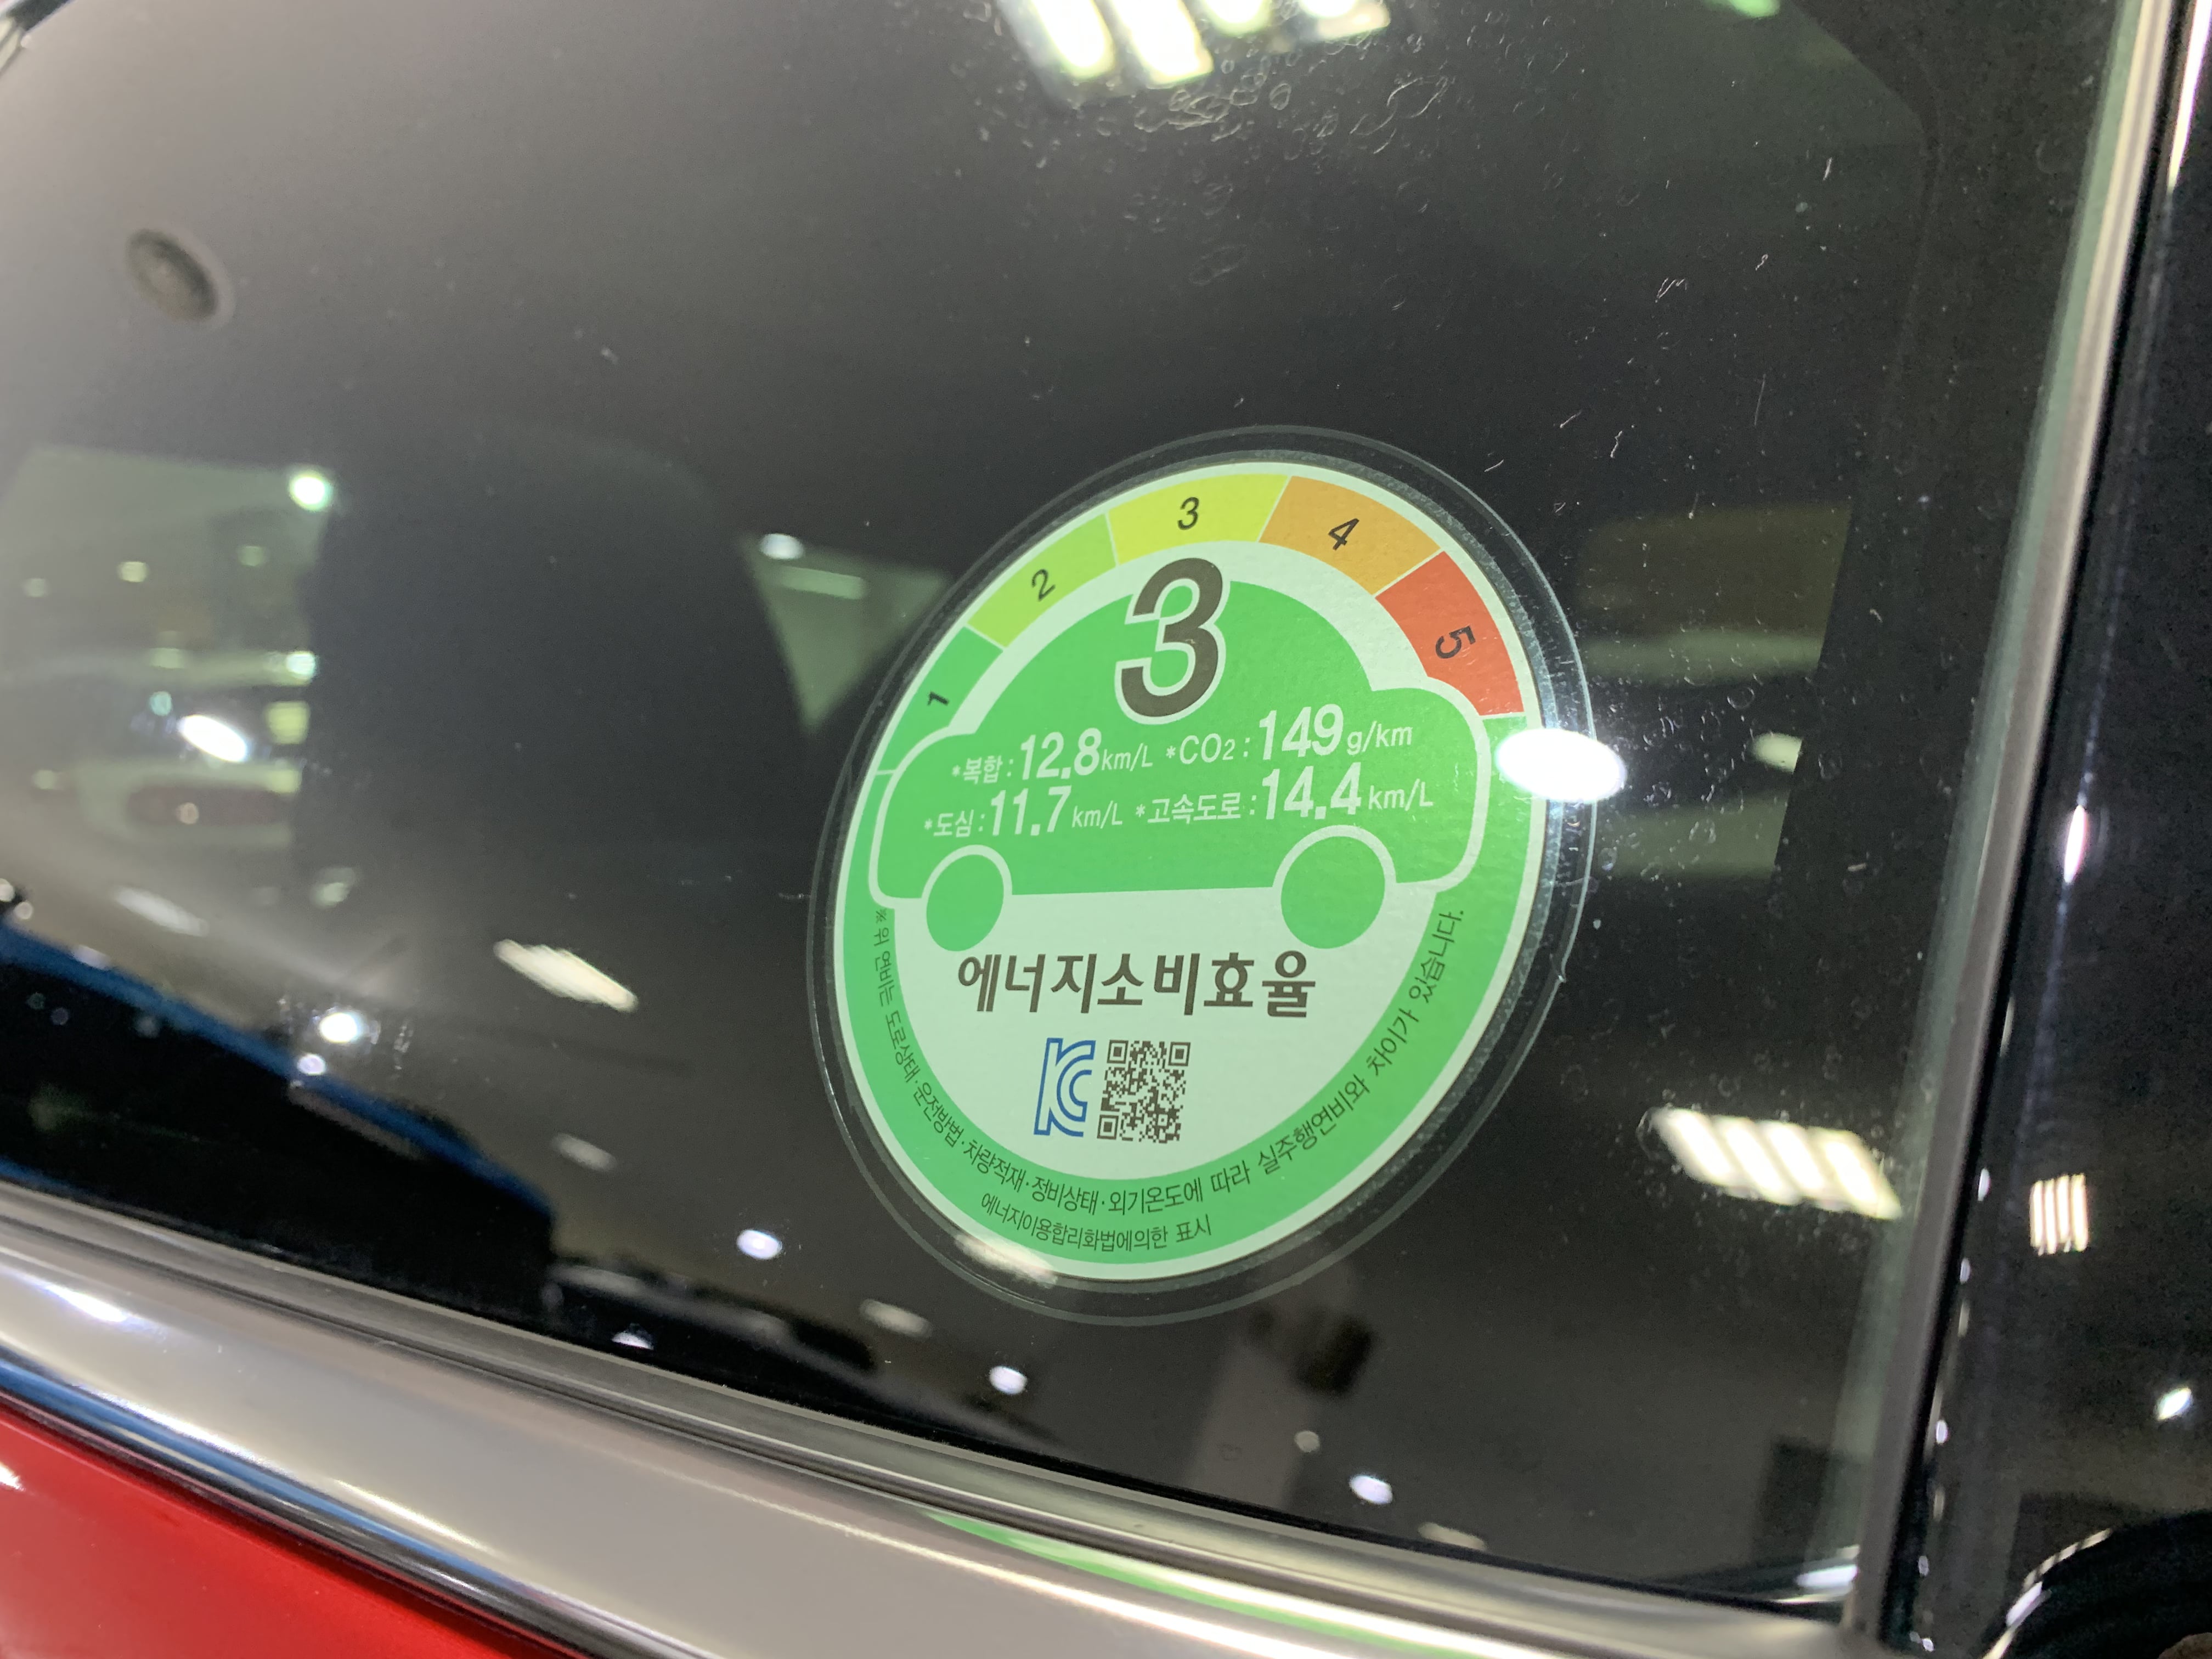 1 2 3 4 5
3
*복합:12.8km/L *CO2:149g/km
*도심:11.7km/L *고속도로:14.4km/L
에너지소비효율
KC
※위 연비는 도로상태·운전방법·차량적재·정비상태·외기온도에 따라 실주행연비와 차이가 있습니다.
에너지이용합리화법에의한 표시